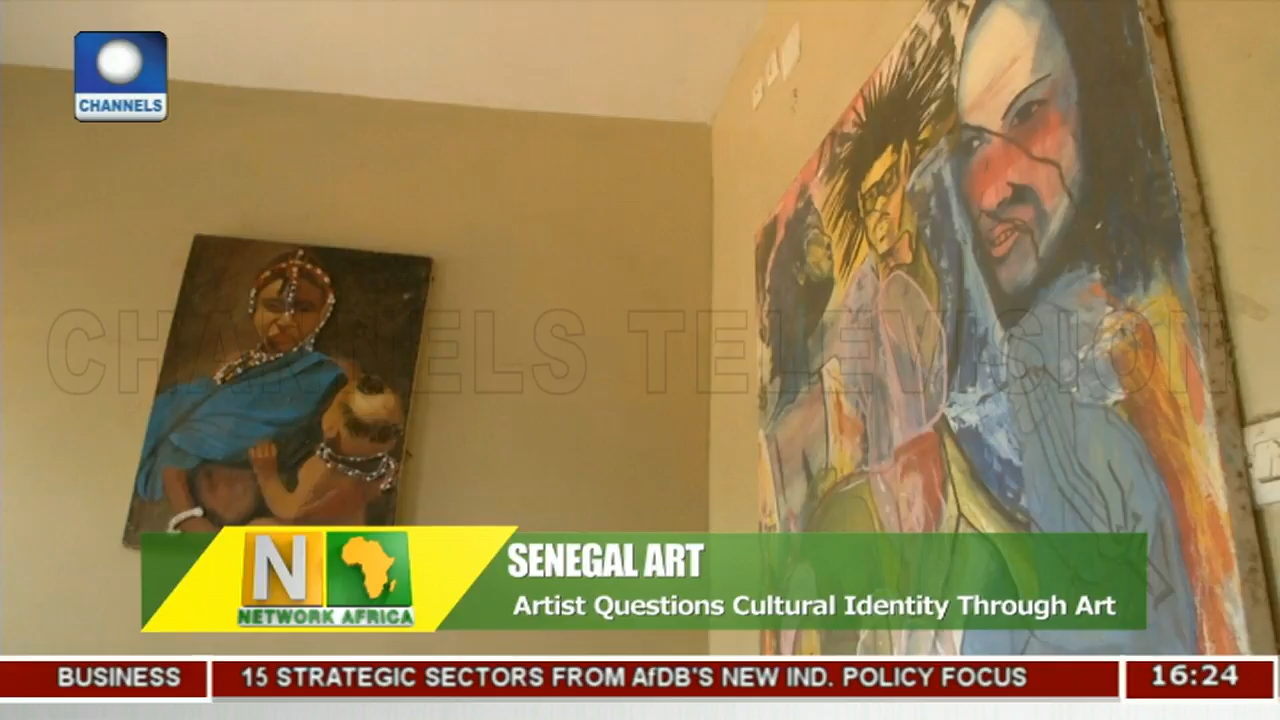 CHANNELS
CHANNELS TELEVISION
N
NETWORK AFRICA
SENEGAL ART
Artist Questions Cultural Identity Through Art
BUSINESS
15 STRATEGIC SECTORS FROM AfDB'S NEW IND. POLICY FOCUS
16:24